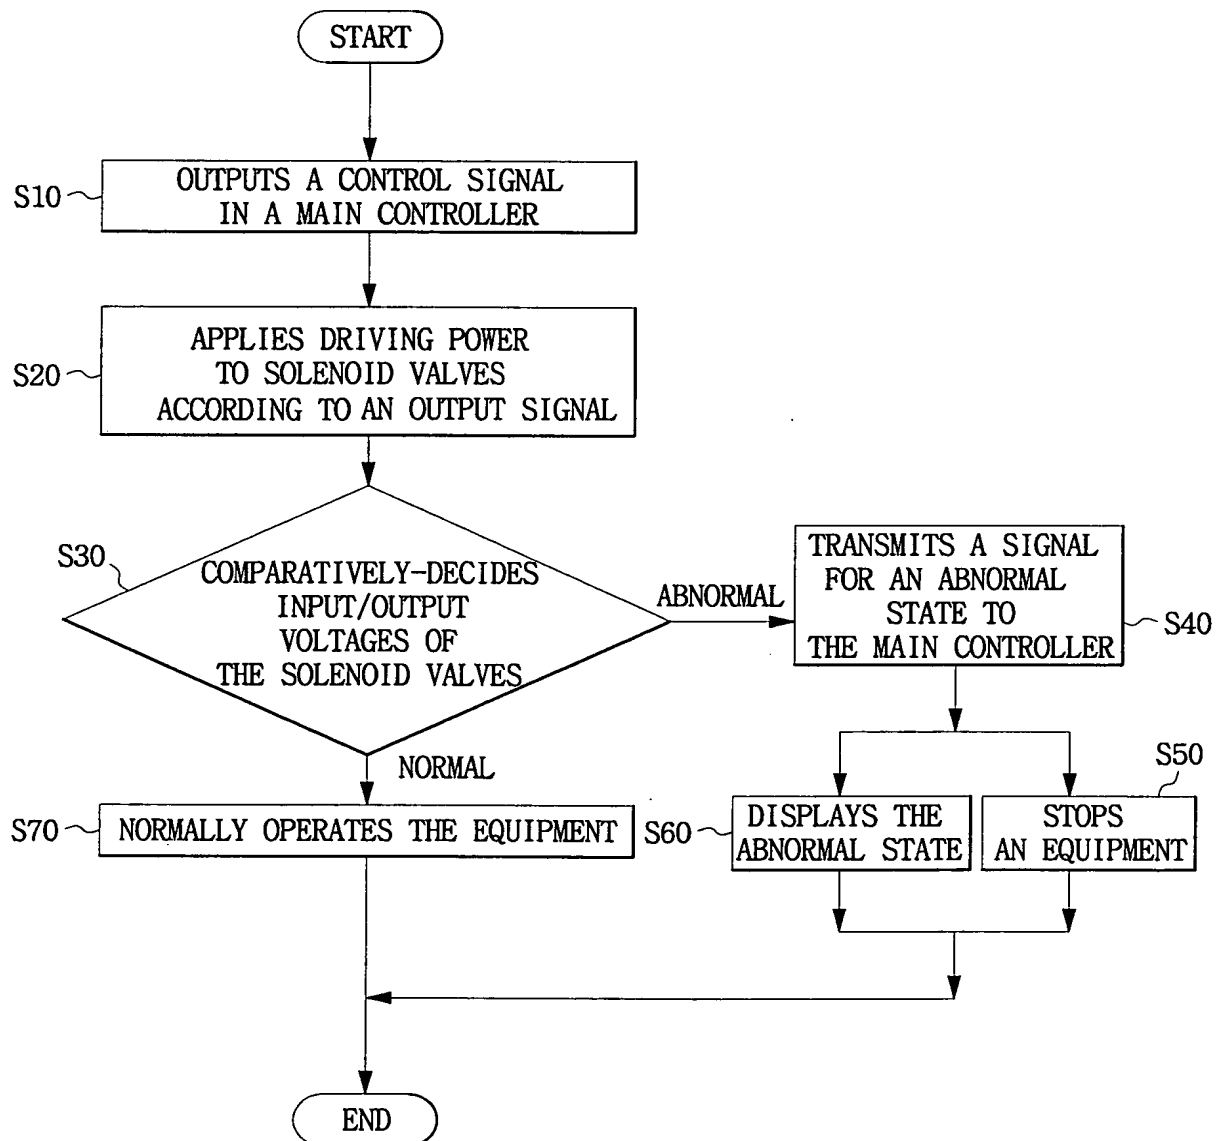 START
S10
OUTPUTS A CONTROL SIGNAL
IN A MAIN CONTROLLER
S20
APPLIES DRIVING POWER
TO SOLENOID VALVES
ACCORDING TO AN OUTPUT SIGNAL
S30
COMPARATIVELY-DECIDES
INPUT/OUTPUT
VOLTAGES OF
THE SOLENOID VALVES
ABNORMAL
TRANSMITS A SIGNAL
FOR AN ABNORMAL
STATE TO
THE MAIN CONTROLLER
S40
NORMAL
S70
NORMALLY OPERATES THE EQUIPMENT
S60
DISPLAYS THE
ABNORMAL STATE
S50
STOPS
AN EQUIPMENT
END